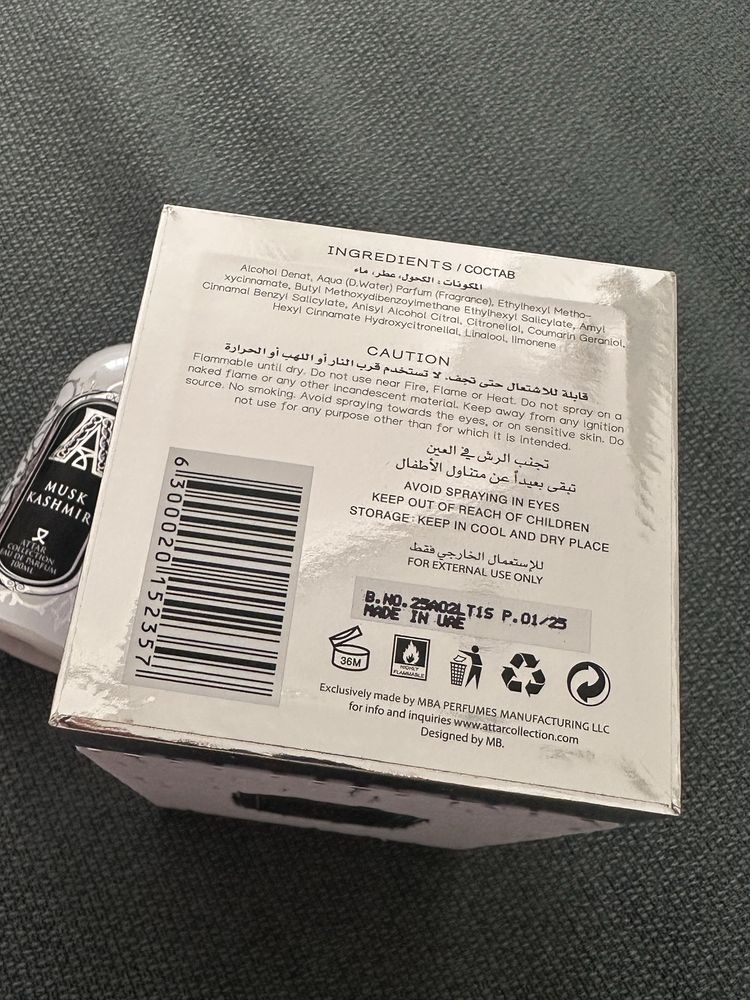 INGREDIENTS / СОСТАВ
المكونات: الكحول، عطر، ماء
Alcohol Denat, Aqua (D.Water) Parfum (Fragrance), Ethylhexyl Metho-
xycinnamate, Butyl Methoxydibenzoylmethane Ethylhexyl Salicylate, Amyl
Cinnamal Benzyl Salicylate, Anisyl Alcohol Citral, Citronellol, Coumarin Geraniol,
Hexyl Cinnamate Hydroxycitronellal, Linalool, limonene
CAUTION
قابلة للاشتعال حتى تجف. لا تستخدم قرب النار أو اللهب أو الحرارة
Flammable until dry. Do not use near Fire, Flame or Heat. Do not spray on a
naked flame or any other incandescent material. Keep away from any ignition
source. No smoking. Avoid spraying towards the eyes, or on sensitive skin. Do
not use for any purpose other than for which it is intended.
تجنب الرش في العين
تبقى بعيداً عن متناول الأطفال
AVOID SPRAYING IN EYES
KEEP OUT OF REACH OF CHILDREN
STORAGE : KEEP IN COOL AND DRY PLACE
للإستعمال الخارجي فقط
FOR EXTERNAL USE ONLY
B.NO.25A02LT1S P.01/25
MADE IN UAE
36M
HIGHLY
FLAMMABLE
Exclusively made by MBA PERFUMES MANUFACTURING LLC
for info and inquiries www.attarcollection.com
Designed by MB.
6300020152357
MUSK
KASHMIR
ATTAR
COLLECTION
EAU DE PARFUM
100ML